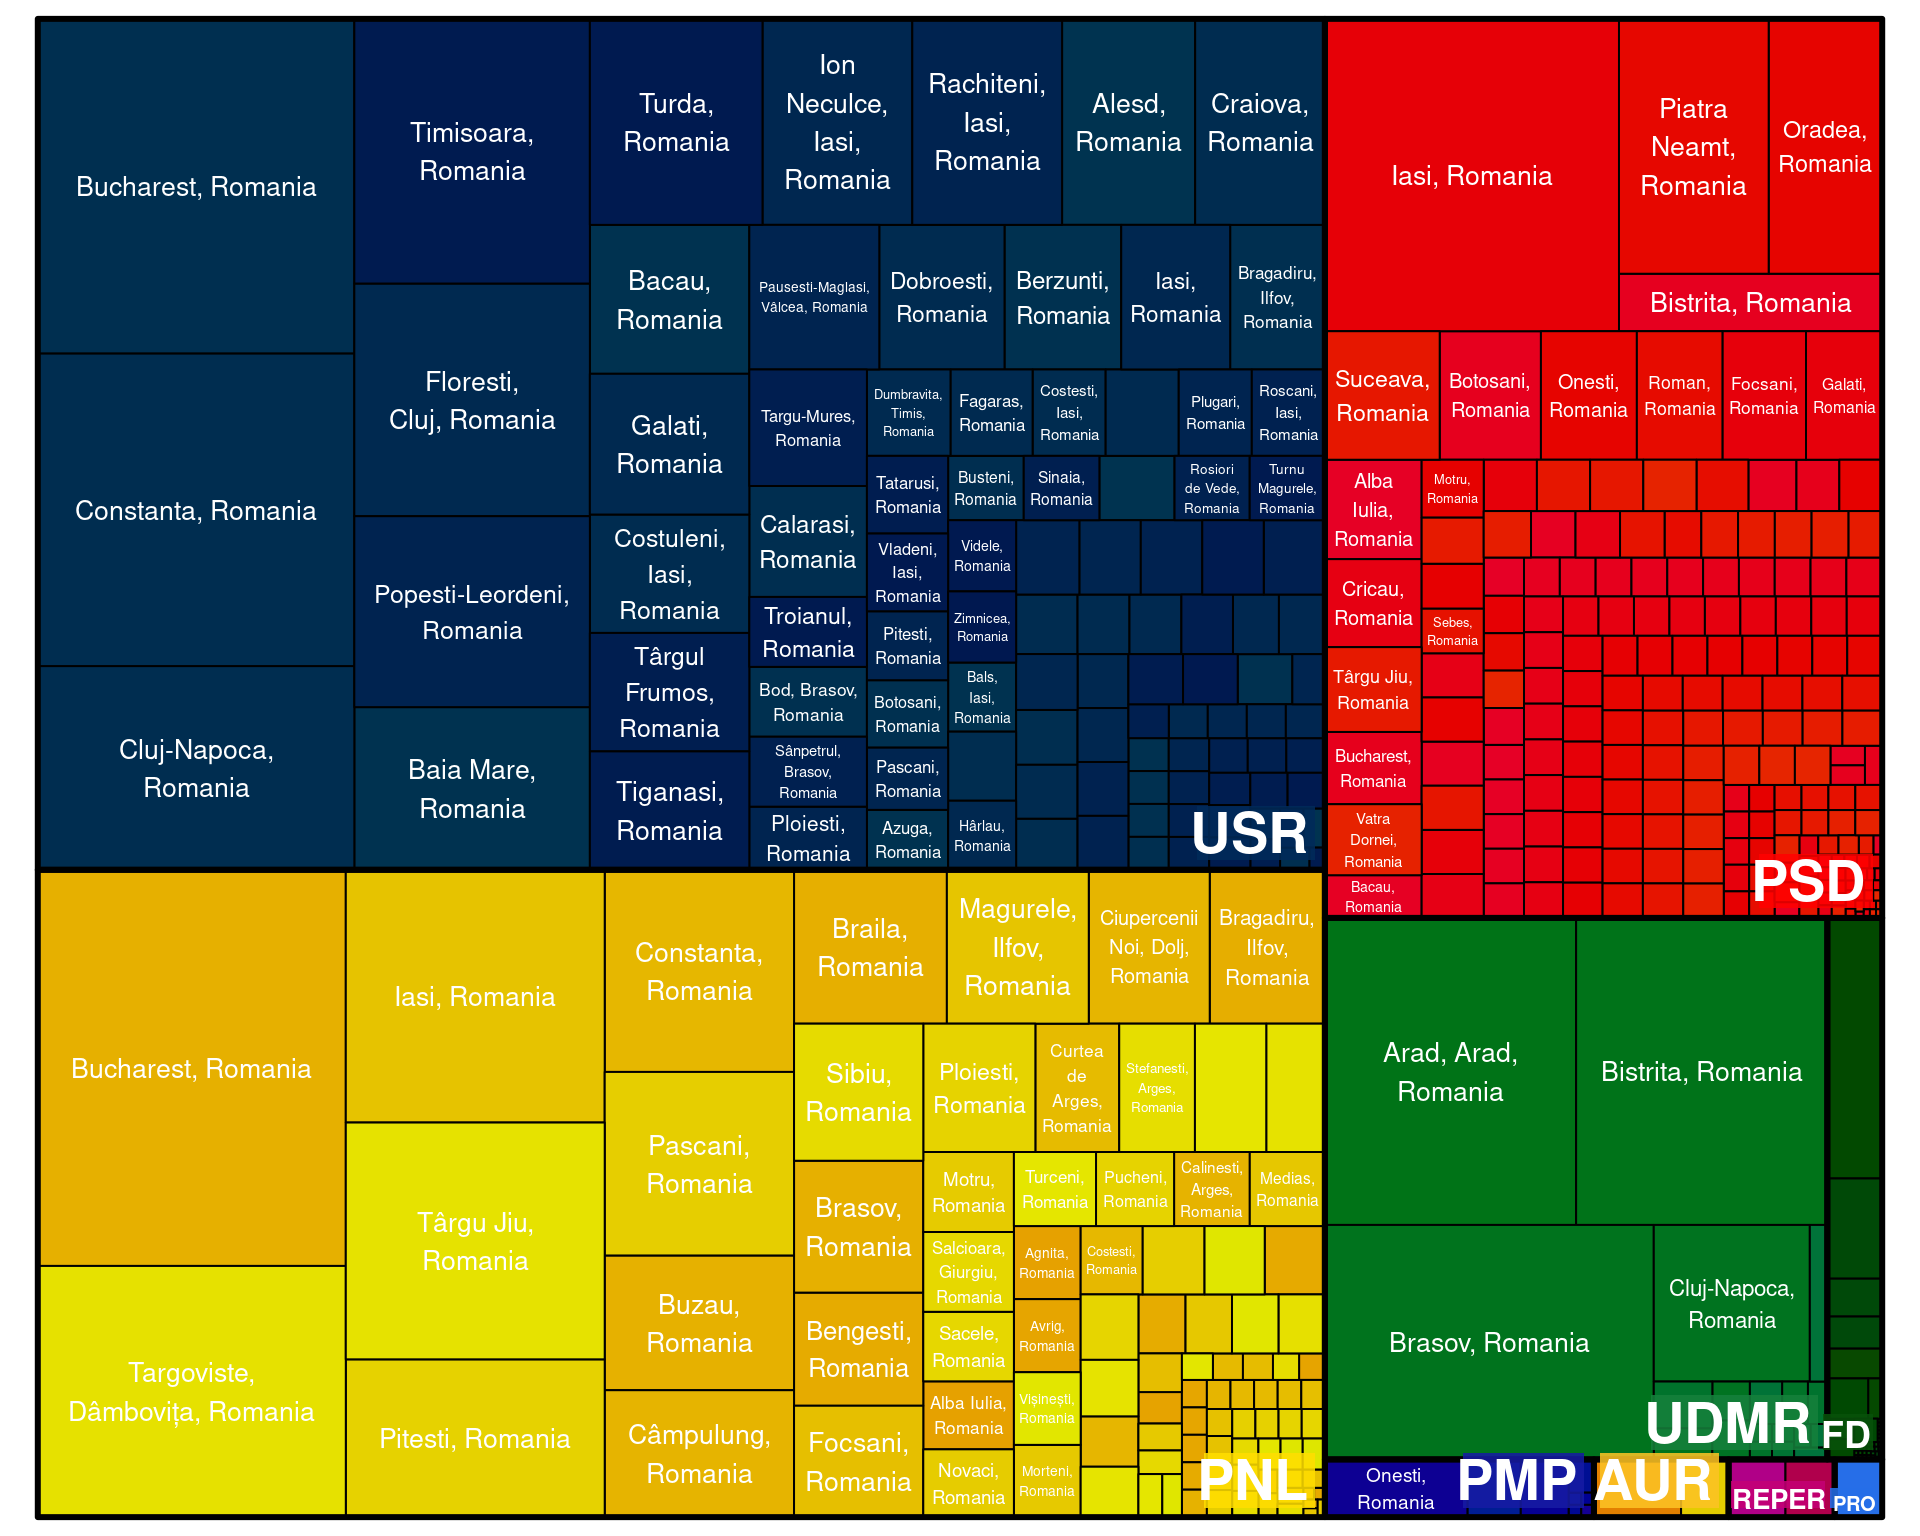 Bucharest, Romania
Constanta, Romania
Cluj-Napoca,
Romania
Timisoara,
Romania
Floresti,
Cluj, Romania
Popesti-Leordeni,
Romania
Baia Mare,
Romania
Turda,
Romania
Ion
Neculce,
Iasi,
Romania
Rachiteni,
Iasi,
Romania
Alesd,
Romania
Craiova,
Romania
Bacau,
Romania
Galati,
Romania
Costuleni,
Iasi,
Romania
Târgul
Frumos,
Romania
Tiganasi,
Romania
Pausesti-Maglasi,
Vâlcea, Romania
Dobroesti,
Romania
Berzunti,
Romania
Iasi,
Romania
Bragadiru,
Ilfov,
Romania
Targu-Mures,
Romania
Calarasi,
Romania
Troianul,
Romania
Bod, Brasov,
Romania
Sânpetrul,
Brasov,
Romania
Ploiesti,
Romania
Dumbravita,
Timis,
Romania
Fagaras,
Romania
Costesti,
Iasi,
Romania
Plugari,
Romania
Roscani,
Iasi,
Romania
Tatarusi,
Romania
Vladeni,
Iasi,
Romania
Pitesti,
Romania
Botosani,
Romania
Pascani,
Romania
Azuga,
Romania
Busteni,
Romania
Sinaia,
Romania
Rosiori
de Vede,
Romania
Turnu
Magurele,
Romania
Videle,
Romania
Zimnicea,
Romania
Bals,
Iasi,
Romania
Hârlau,
Romania
USR
Iasi, Romania
Piatra
Neamt,
Romania
Oradea,
Romania
Bistrita, Romania
Suceava,
Romania
Botosani,
Romania
Onesti,
Romania
Roman,
Romania
Focsani,
Romania
Galati,
Romania
Alba
Iulia,
Romania
Cricau,
Romania
Târgu Jiu,
Romania
Bucharest,
Romania
Vatra
Dornei,
Romania
Bacau,
Romania
Motru,
Romania
Sebes,
Romania
PSD
Bucharest, Romania
Targoviste,
Dâmbovița, Romania
Iasi, Romania
Târgu Jiu,
Romania
Pitesti, Romania
Constanta,
Romania
Pascani,
Romania
Buzau,
Romania
Câmpulung,
Romania
Braila,
Romania
Magurele,
Ilfov,
Romania
Ciupercenii
Noi, Dolj,
Romania
Bragadiru,
Ilfov,
Romania
Sibiu,
Romania
Brasov,
Romania
Bengesti,
Romania
Focsani,
Romania
Ploiesti,
Romania
Curtea
de
Arges,
Romania
Stefanesti,
Arges,
Romania
Motru,
Romania
Salcioara,
Giurgiu,
Romania
Sacele,
Romania
Alba Iulia,
Romania
Novaci,
Romania
Turceni,
Romania
Pucheni,
Romania
Calinesti,
Arges,
Romania
Medias,
Romania
Agnita,
Romania
Costesti,
Romania
Avrig,
Romania
Vișinești,
Romania
Morteni,
Romania
PNL
Arad, Arad,
Romania
Bistrita, Romania
Brasov, Romania
Cluj-Napoca,
Romania
UDMR
FD
Onesti,
Romania
PMP
AUR
REPER
PRO